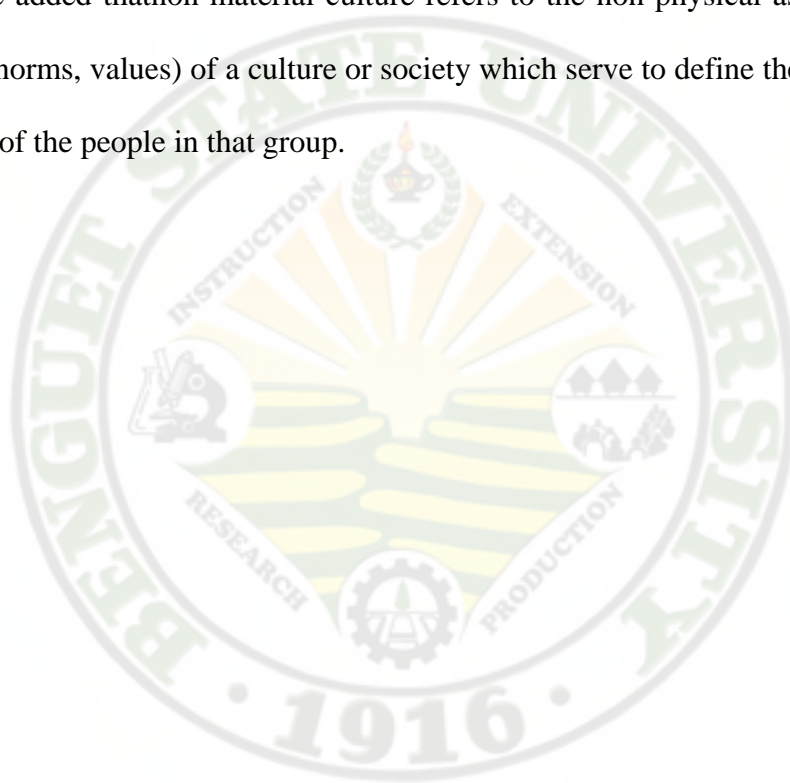 added thathon material culture refers to the non physical
norms, values) of a culture or society which serve to define the
of the people in that group.
BENGUET STATE UNIVERSITY
INSTRUCTION
EXTENSION
RESEARCH
PRODUCTION
• 1916 •